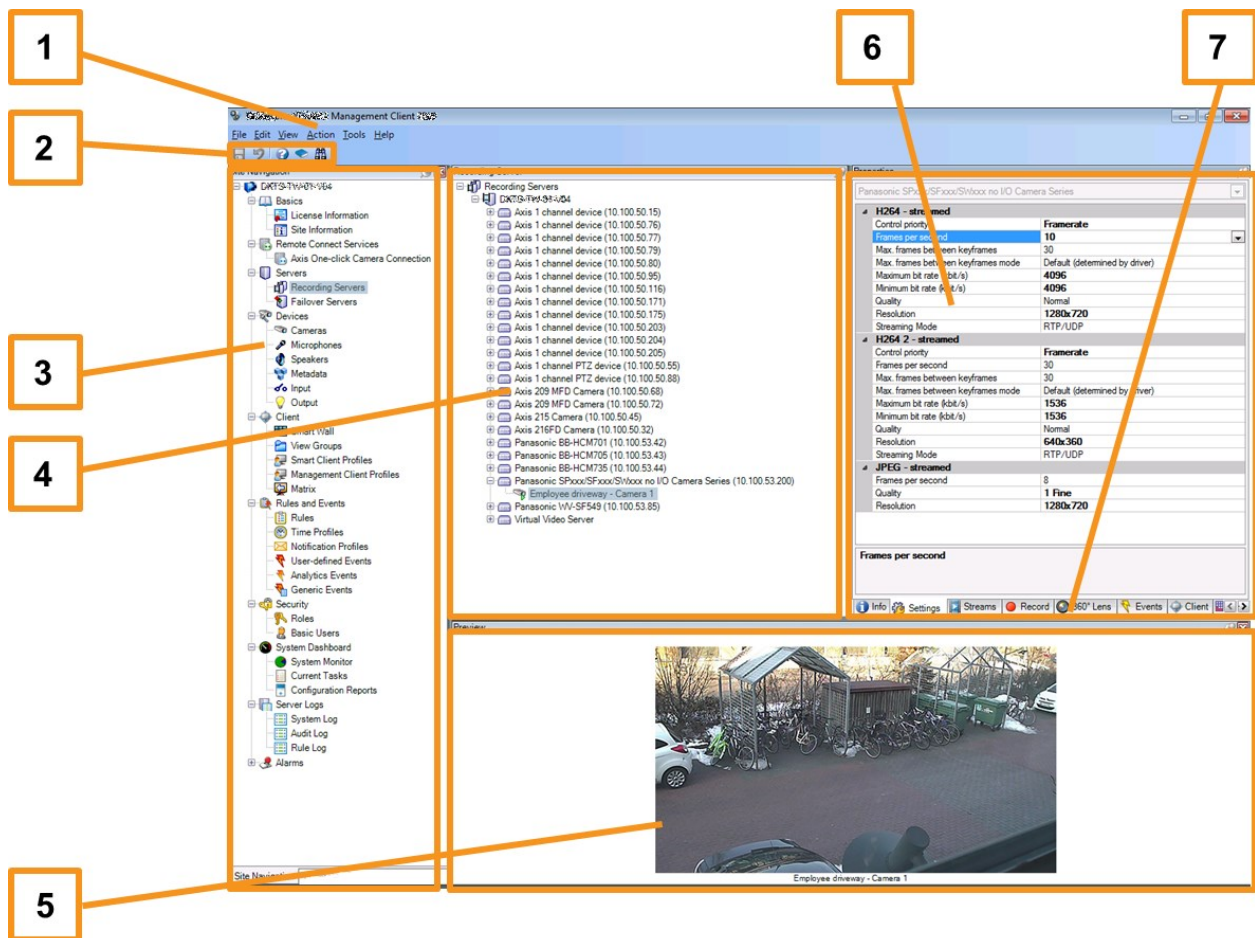 1
6
7
2
3
4
5
Management Client
File Edit View Action Tools Help
Site Navigation
Basics
License Information
Site Information
Remote Connect Services
Axis One-click Camera Connection
Servers
Recording Servers
Failover Servers
Devices
Cameras
Microphones
Speakers
Metadata
Input
Output
Client
Smart Wall
View Groups
Smart Client Profiles
Management Client Profiles
Matrix
Rules and Events
Rules
Time Profiles
Notification Profiles
User-defined Events
Analytics Events
Generic Events
Security
Roles
Basic Users
System Dashboard
System Monitor
Current Tasks
Configuration Reports
Server Logs
System Log
Audit Log
Rule Log
Alarms
Site Navigation
Recording Server
Recording Servers
Axis 1 channel device (10.100.50.15)
Axis 1 channel device (10.100.50.76)
Axis 1 channel device (10.100.50.77)
Axis 1 channel device (10.100.50.79)
Axis 1 channel device (10.100.50.80)
Axis 1 channel device (10.100.50.95)
Axis 1 channel device (10.100.50.116)
Axis 1 channel device (10.100.50.171)
Axis 1 channel device (10.100.50.175)
Axis 1 channel device (10.100.50.203)
Axis 1 channel device (10.100.50.204)
Axis 1 channel device (10.100.50.205)
Axis 1 channel PTZ device (10.100.50.55)
Axis 1 channel PTZ device (10.100.50.88)
Axis 209 MFD Camera (10.100.50.68)
Axis 209 MFD Camera (10.100.50.72)
Axis 215 Camera (10.100.50.45)
Axis 216FD Camera (10.100.50.32)
Panasonic BB-HCM701 (10.100.53.42)
Panasonic BB-HCM705 (10.100.53.43)
Panasonic BB-HCM735 (10.100.53.44)
Panasonic SPxxx/SFxxx/SWxxx no I/O Camera Series (10.100.53.200)
Employee driveway - Camera 1
Panasonic WV-SF549 (10.100.53.85)
Virtual Video Server
Properties
Panasonic SPxxx/SFxxx/SWxxx no I/O Camera Series
H264 - streamed
Control priority Framerate
Frames per second 10
Max. frames between keyframes 30
Max. frames between keyframes mode Default (determined by driver)
Maximum bit rate (kbit/s) 4096
Minimum bit rate (kbit/s) 4096
Quality Normal
Resolution 1280x720
Streaming Mode RTP/UDP
H264 2 - streamed
Control priority Framerate
Frames per second 30
Max. frames between keyframes 30
Max. frames between keyframes mode Default (determined by driver)
Maximum bit rate (kbit/s) 1536
Minimum bit rate (kbit/s) 1536
Quality Normal
Resolution 640x360
Streaming Mode RTP/UDP
JPEG - streamed
Frames per second 8
Quality 1 Fine
Resolution 1280x720
Frames per second
Info Settings Streams Record 360° Lens Events Client
Preview
Employee driveway - Camera 1